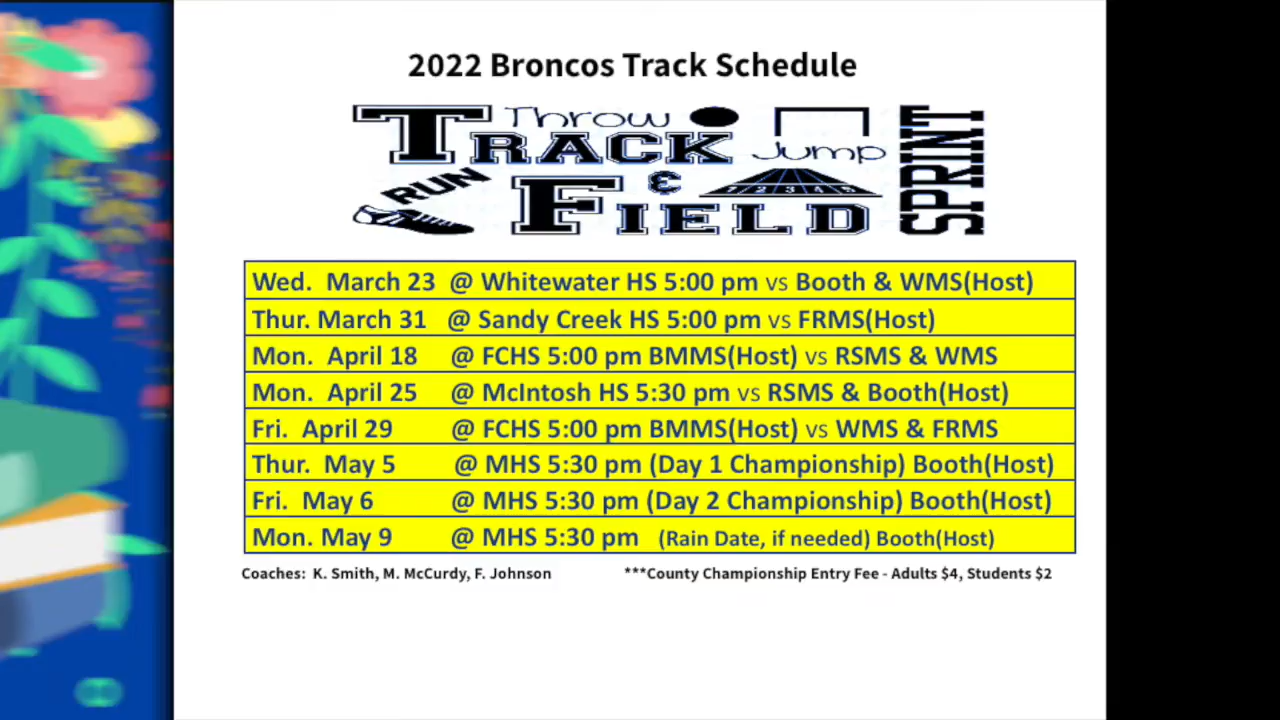 2022 Broncos Track Schedule
Throw Jump
TRACK
RUN & 1 2 3 4 5
FIELD
SPRINT
Wed. March 23 @ Whitewater HS 5:00 pm vs Booth & WMS(Host)
Thur. March 31 @ Sandy Creek HS 5:00 pm vs FRMS(Host)
Mon. April 18 @ FCHS 5:00 pm BMMS(Host) vs RSMS & WMS
Mon. April 25 @ McIntosh HS 5:30 pm vs RSMS & Booth(Host)
Fri. April 29 @ FCHS 5:00 pm BMMS(Host) vs WMS & FRMS
Thur. May 5 @ MHS 5:30 pm (Day 1 Championship) Booth(Host)
Fri. May 6 @ MHS 5:30 pm (Day 2 Championship) Booth(Host)
Mon. May 9 @ MHS 5:30 pm (Rain Date, if needed) Booth(Host)
Coaches: K. Smith, M. McCurdy, F. Johnson ***County Championship Entry Fee - Adults $4, Students $2